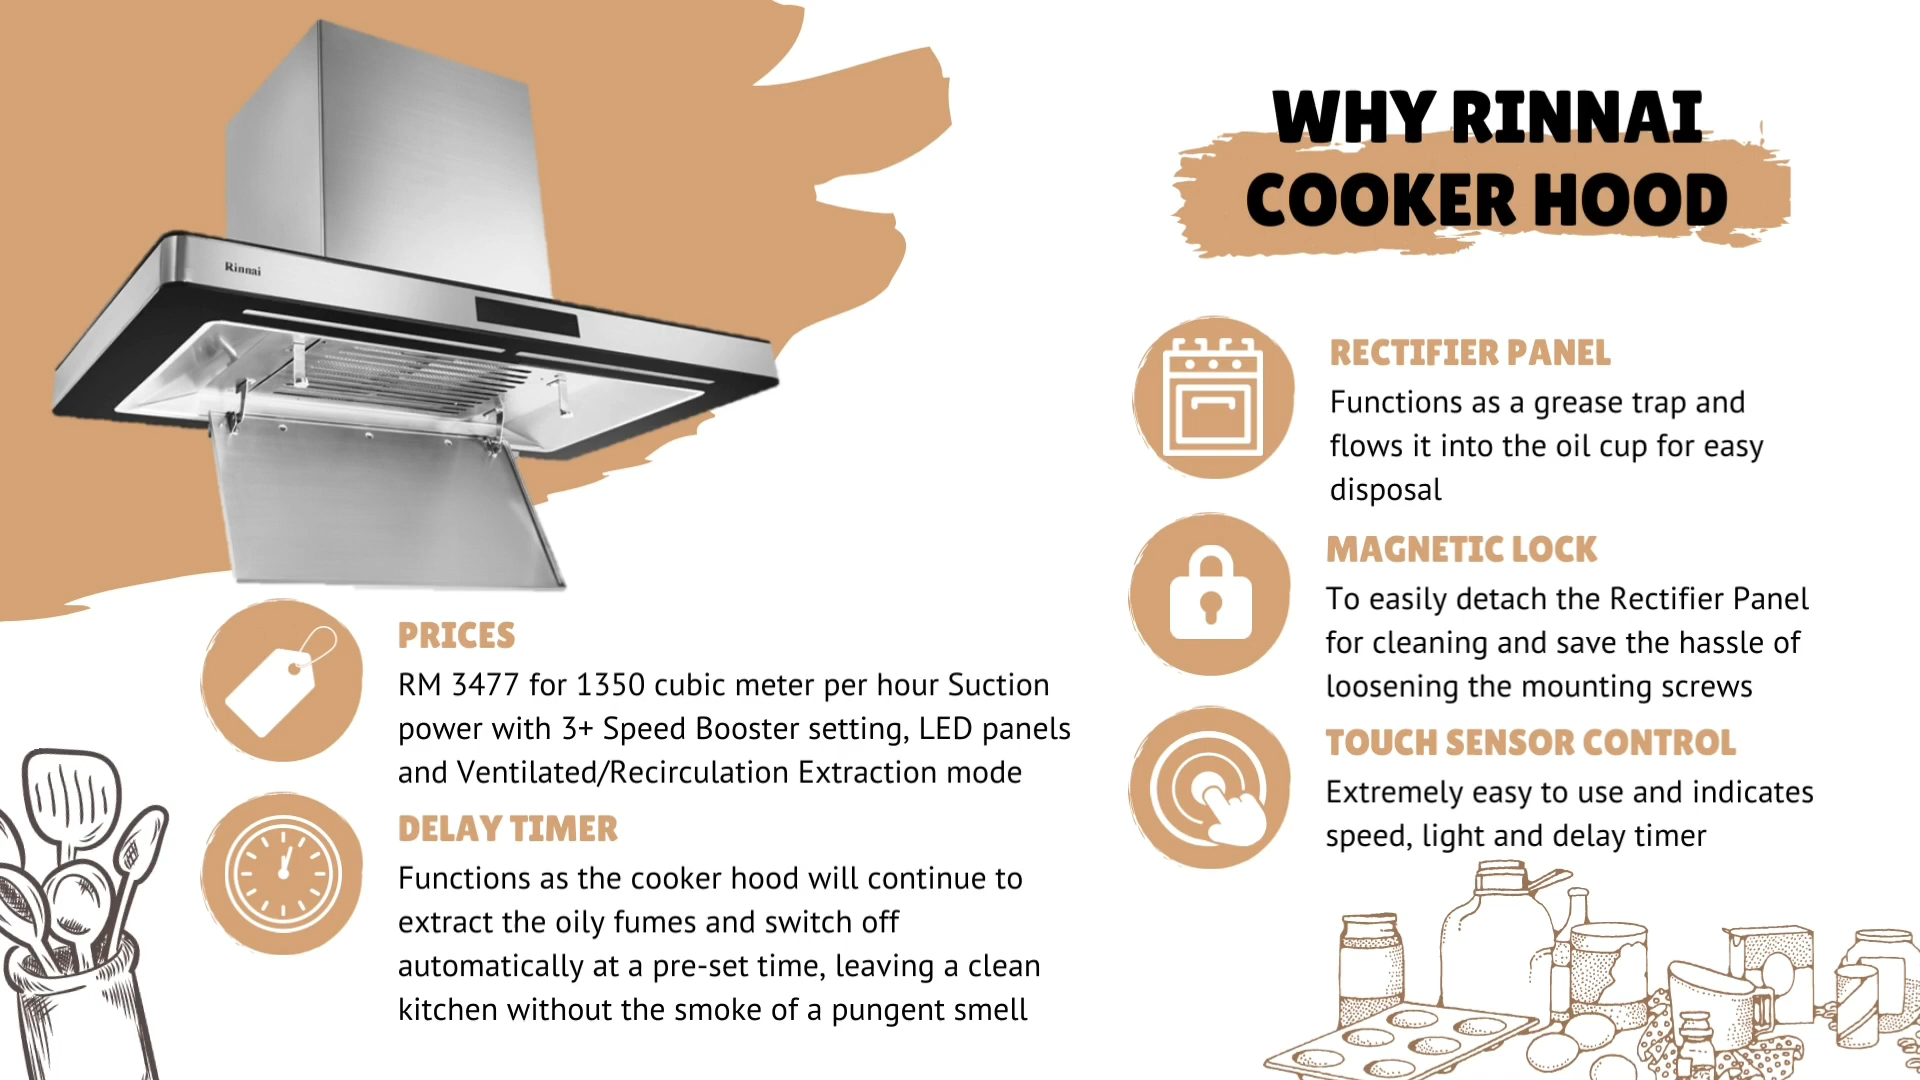 WHY RINNAI
COOKER HOOD
Rinnai
RECTIFIER PANEL
Functions as a grease trap and
flows it into the oil cup for easy
disposal
MAGNETIC LOCK
To easily detach the Rectifier Panel
for cleaning and save the hassle of
loosening the mounting screws
TOUCH SENSOR CONTROL
Extremely easy to use and indicates
speed, light and delay timer
PRICES
RM 3477 for 1350 cubic meter per hour Suction
power with 3+ Speed Booster setting, LED panels
and Ventilated/Recirculation Extraction mode
DELAY TIMER
Functions as the cooker hood will continue to
extract the oily fumes and switch off
automatically at a pre-set time, leaving a clean
kitchen without the smoke of a pungent smell